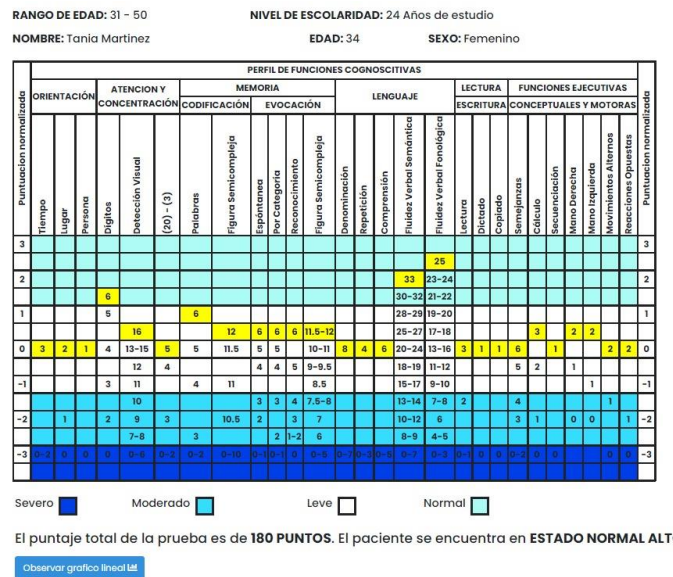 RANGO DE EDAD: 31 - 50 NIVEL DE ESCOLARIDAD: 24 Años de estudio
NOMBRE: Tania Martinez EDAD: 34 SEXO: Femenino
PERFIL DE FUNCIONES COGNOSCITIVAS
ORIENTACIÓN ATENCION Y CONCENTRACIÓN MEMORIA LENGUAJE LECTURA FUNCIONES EJECUTIVAS
CODIFICACIÓN EVOCACIÓN ESCRITURA CONCEPTUALES Y MOTORAS
Puntuacion normalizada Tiempo Lugar Persona Digitos Detección Visual (20) - (3) Palabras Figura Semicompleja Espóntanea Por Categoria Reconocimiento Figura Semicompleja Denominación Repetición Comprensión Fluidez Verbal Semántica Fluidez Verbal Fonológica Lectura Dictado Copiado Semejanzas Cálculo Secuenciación Mano Derecha Mano Izquierda Movimientos Alternos Reacciones Opuestas Puntuacion normalizada
3 3
25
2 33 23-24 2
6 30-32 21-22
1 5 6 28-29 19-20 1
16 12 6 6 6 11.5-12 25-27 17-18 3 2 2
0 3 2 1 4 13-15 5 5 11.5 5 5 10-11 8 4 6 20-24 13-16 3 1 1 6 1 2 2 0
12 4 4 4 5 9-9.5 18-19 11-12 5 2 1
-1 3 11 4 11 8.5 15-17 9-10 1 -1
10 3 3 4 7.5-8 13-14 7-8 2 4 1
-2 1 2 9 3 10.5 2 3 7 10-12 6 3 1 0 0 1 -2
7-8 3 2 1-2 6 8-9 4-5
-3 0-2 0 0 0 0-6 0-2 0-2 0-10 0-1 0-1 0 0-5 0-7 0-3 0-5 0-7 0-3 0-1 0 0 0-2 0 0 0 0 -3
Severo Moderado Leve Normal
El puntaje total de la prueba es de 180 PUNTOS. El paciente se encuentra en ESTADO NORMAL ALT
Observar grafico lineal